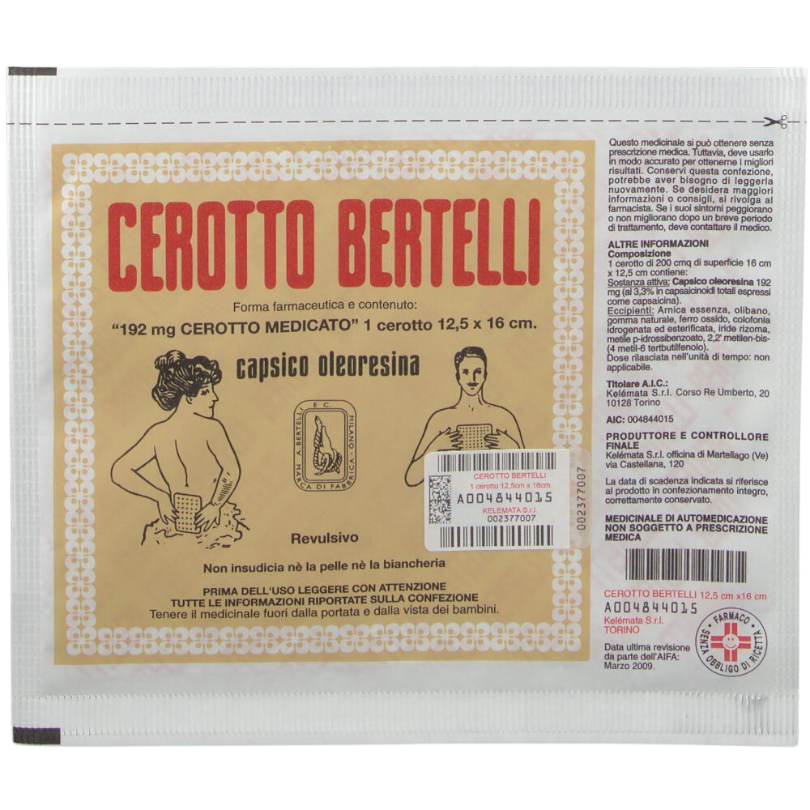 CEROTTO BERTELLI
Forma farmaceutica e contenuto:
"192 mg CEROTTO MEDICATO" 1 cerotto 12,5 x 16 cm.
capsico oleoresina
A. BERTELLI E C. MILANO
MARCA DI FABBRICA
Revulsivo
Non insudicia nè la pelle nè la biancheria
PRIMA DELL'USO LEGGERE CON ATTENZIONE
TUTTE LE INFORMAZIONI RIPORTATE SULLA CONFEZIONE
Tenere il medicinale fuori dalla portata e dalla vista dei bambini.
CEROTTO BERTELLI
1 cerotto 12,5cm x 16cm
A004844015
KELEMATA S.r.l.
002377007
002377007
Questo medicinale si può ottenere senza
prescrizione medica. Tuttavia, deve usarlo
in modo accurato per ottenerne i migliori
risultati. Conservi questa confezione,
potrebbe aver bisogno di leggerla
nuovamente. Se desidera maggiori
informazioni o consigli, si rivolga al
farmacista. Se i suoi sintomi peggiorano
o non migliorano dopo un breve periodo
di trattamento, deve contattare il medico.
ALTRE INFORMAZIONI
Composizione
1 cerotto di 200 cmq di superficie 16 cm
x 12,5 cm contiene:
Sostanza attiva: Capsico oleoresina 192
mg (al 3,3% in capsaicinoidi totali espressi
come capsaicina).
Eccipienti: Arnica essenza, olibano,
gomma naturale, ferro ossido, colofonia
idrogenata ed esterificata, iride rizoma,
metile p-idrossibenzoato, 2,2' metilen-bis-
(4 metil-6 tertbutilfenolo).
Dose rilasciata nell'unità di tempo: non
applicabile.
Titolare A.I.C.:
Kelémata S.r.l. Corso Re Umberto, 20
10128 Torino
AIC: 004844015
PRODUTTORE E CONTROLLORE
FINALE
Kelémata S.r.l. officina di Martellago (Ve)
via Castellana, 120
La data di scadenza indicata si riferisce
al prodotto in confezionamento integro,
correttamente conservato.
MEDICINALE DI AUTOMEDICAZIONE
NON SOGGETTO A PRESCRIZIONE
MEDICA
CEROTTO BERTELLI 12,5 cm x16 cm
A004844015
Kelémata S.r.l.
TORINO
Data ultima revisione
da parte dell'AIFA:
Marzo 2009.
FARMACO
SENZA OBBLIGO DI RICETTA